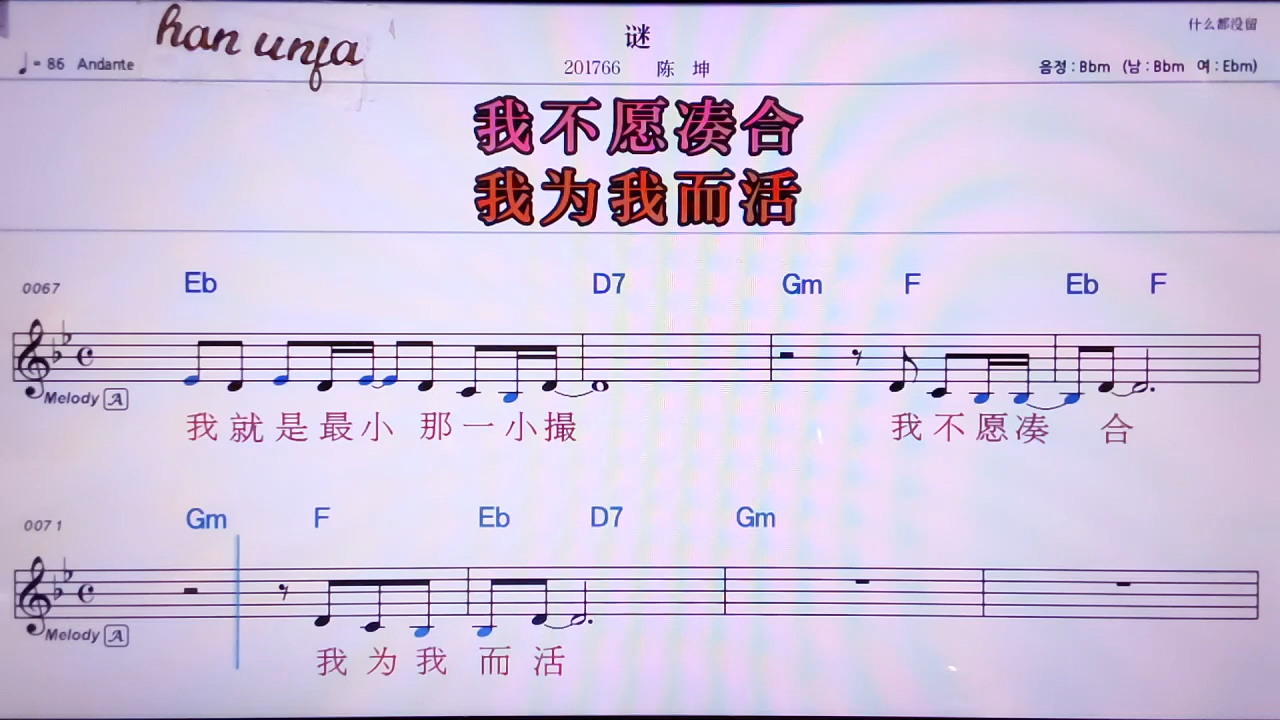 han unfa
谜
什么都没留
♩= 86 Andante
201766 陈 坤
음정 : Bbm (남 : Bbm 여 : Ebm)
我不愿凑合
我为我而活
0067 Eb D7 Gm F Eb F
Melody A
我就是最小 那一小撮 我不愿凑 合
0071 Gm F Eb D7 Gm
Melody A
我为我 而活